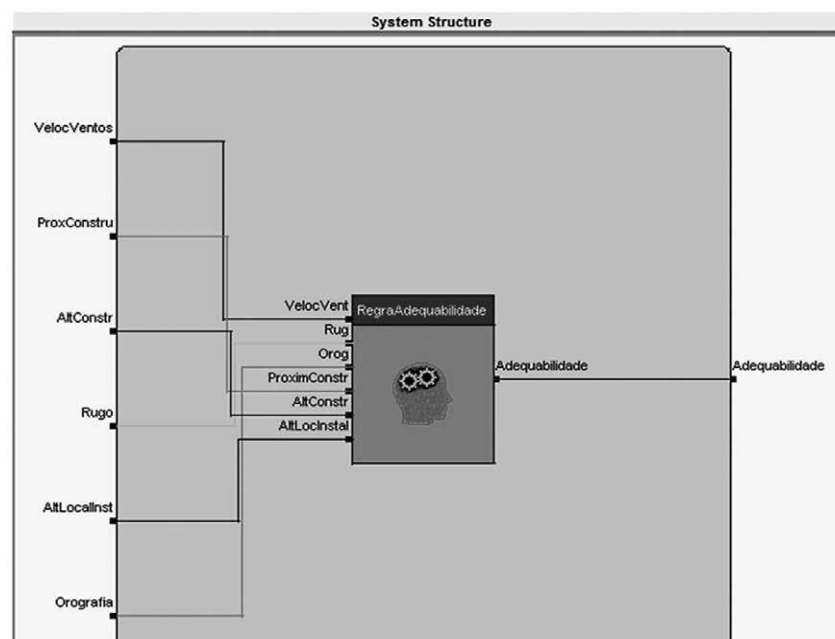 System Structure
VelocVentos
ProxConstru
AltConstr
Rugo
AltLocalInst
Orografia
VelocVent
Rug
Orog
ProximConstr
AltConstr
AltLocInstal
RegraAdequabilidade
Adequabilidade
Adequabilidade